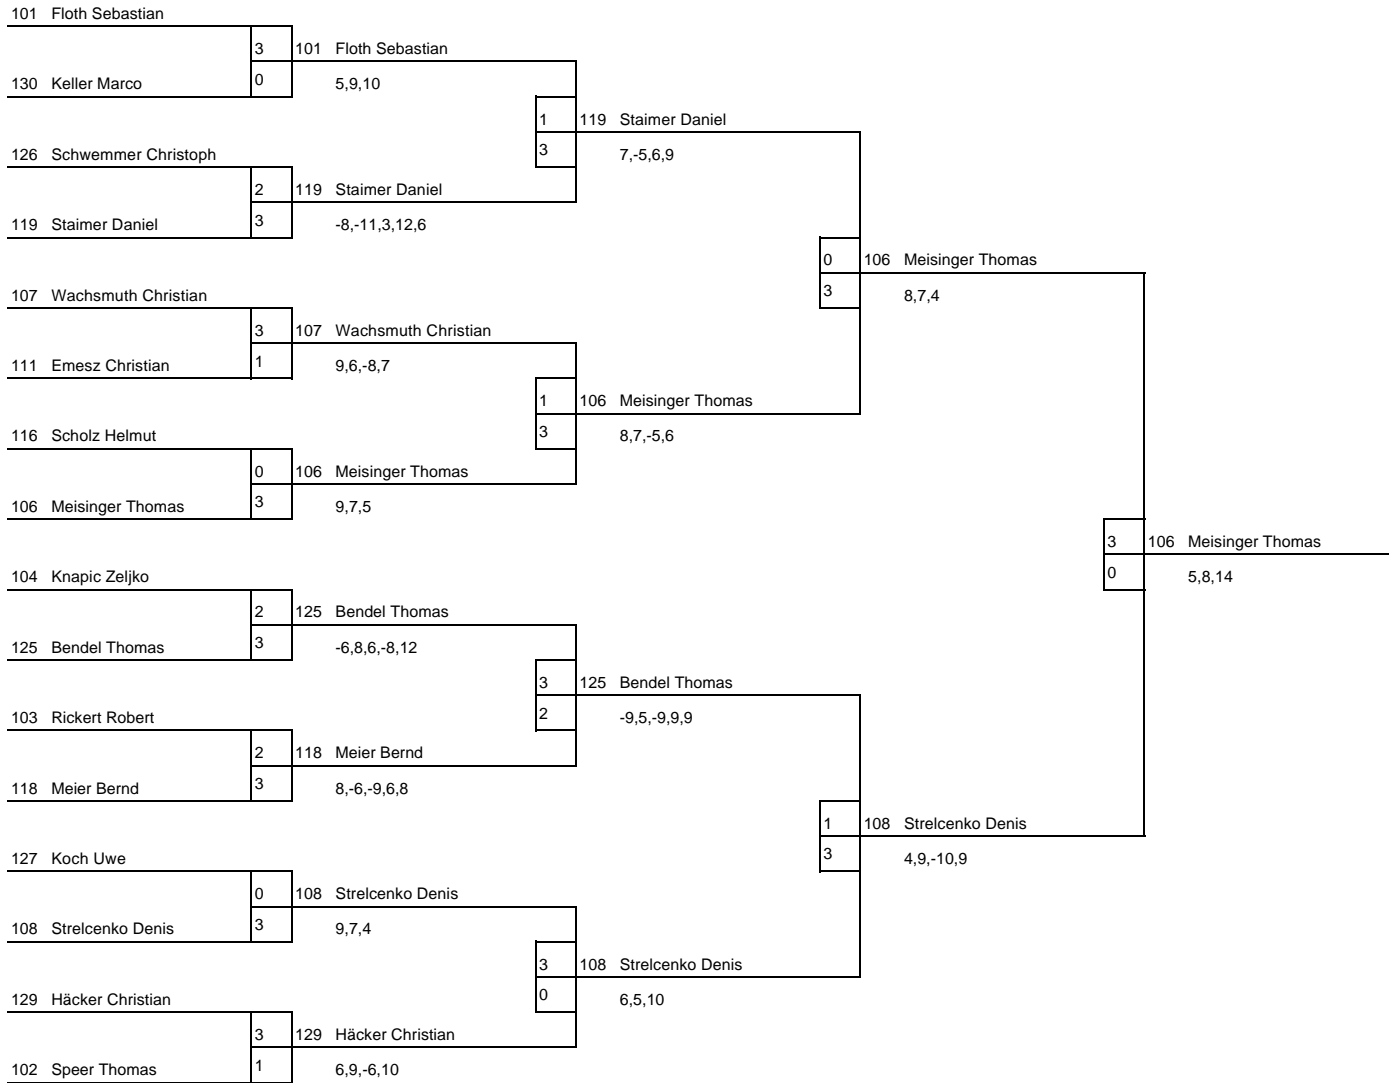 101 Floth Sebastian
3 101 Floth Sebastian
130 Keller Marco 0 5,9,10
1 119 Staimer Daniel
126 Schwemmer Christoph 3 7,-5,6,9
2 119 Staimer Daniel
119 Staimer Daniel 3 -8,-11,3,12,6
0 106 Meisinger Thomas
107 Wachsmuth Christian 3 8,7,4
3 107 Wachsmuth Christian
111 Emesz Christian 1 9,6,-8,7
1 106 Meisinger Thomas
116 Scholz Helmut 3 8,7,-5,6
0 106 Meisinger Thomas
106 Meisinger Thomas 3 9,7,5
3 106 Meisinger Thomas
104 Knapic Zeljko 0 5,8,14
2 125 Bendel Thomas
125 Bendel Thomas 3 -6,8,6,-8,12
3 125 Bendel Thomas
103 Rickert Robert 2 -9,5,-9,9,9
2 118 Meier Bernd
118 Meier Bernd 3 8,-6,-9,6,8
1 108 Strelcenko Denis
127 Koch Uwe 3 4,9,-10,9
0 108 Strelcenko Denis
108 Strelcenko Denis 3 9,7,4
3 108 Strelcenko Denis
129 Häcker Christian 0 6,5,10
3 129 Häcker Christian
102 Speer Thomas 1 6,9,-6,10